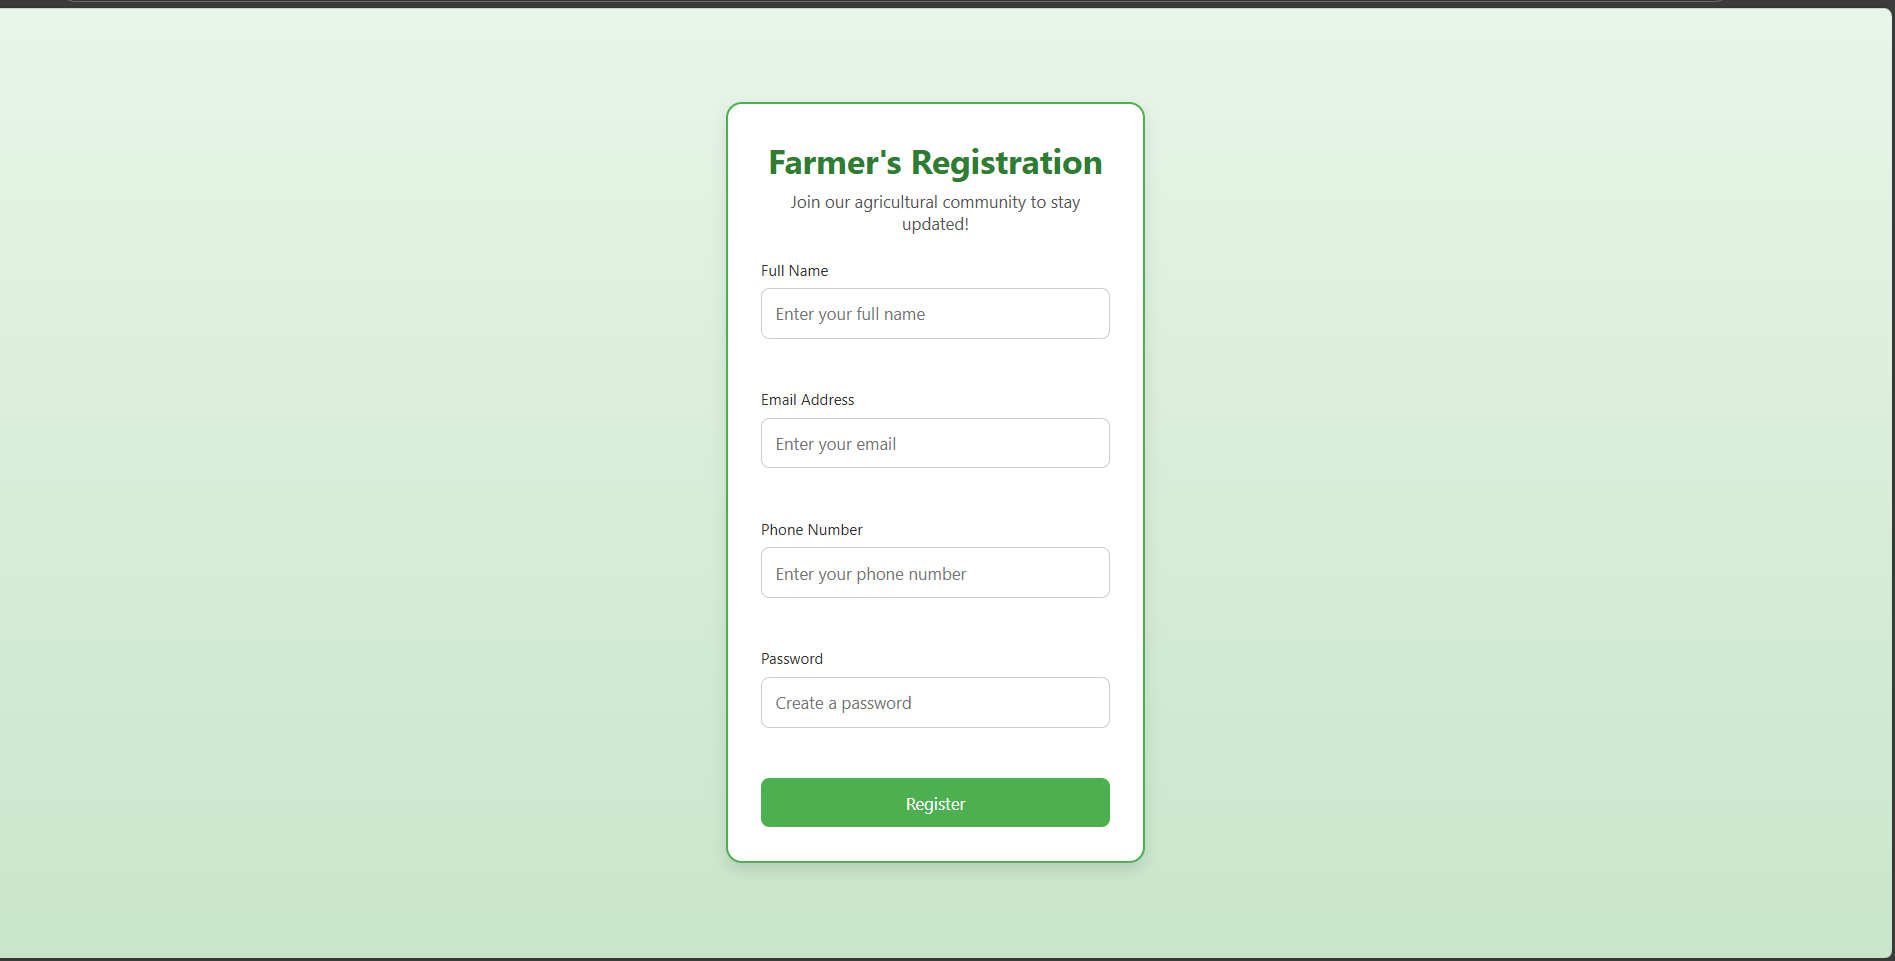 Farmer's Registration
Join our agricultural community to stay
updated!
Full Name
Enter your full name
Email Address
Enter your email
Phone Number
Enter your phone number
Password
Create a password
Register